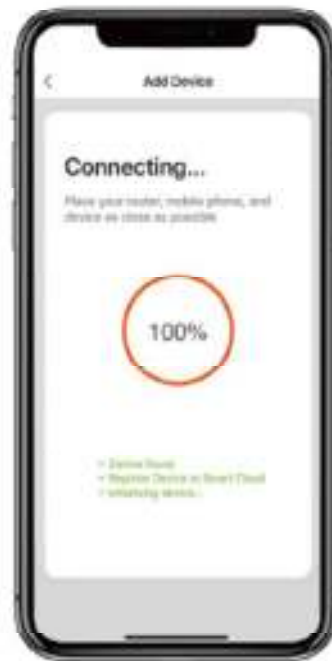 Add Device
Connecting...
Place your router, mobile phone, and
device as close as possible
100%
Device found
Register Device to Smart Cloud
Initializing device...